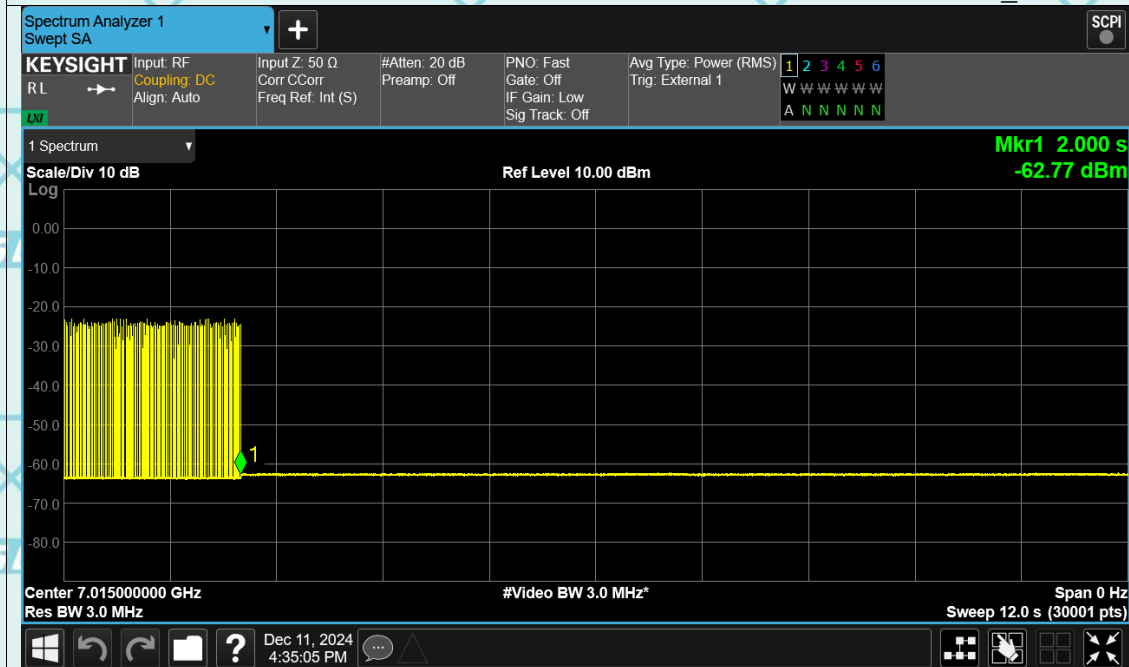 Spectrum Analyzer 1
Swept SA
+
SCPI
KEYSIGHT
RL
LXI
Input: RF
Coupling: DC
Align: Auto
Input Z: 50 Ω
Corr CCorr
Freq Ref: Int (S)
#Atten: 20 dB
Preamp: Off
PNO: Fast
Gate: Off
IF Gain: Low
Sig Track: Off
Avg Type: Power (RMS)
Trig: External 1
1 2 3 4 5 6
W W W W W W
A N N N N N
1 Spectrum
Mkr1 2.000 s
-62.77 dBm
Scale/Div 10 dB
Ref Level 10.00 dBm
Log
0.00
-10.0
-20.0
-30.0
-40.0
-50.0
1
-60.0
-70.0
-80.0
Center 7.015000000 GHz
#Video BW 3.0 MHz*
Span 0 Hz
Res BW 3.0 MHz
Sweep 12.0 s (30001 pts)
?
Dec 11, 2024
4:35:05 PM